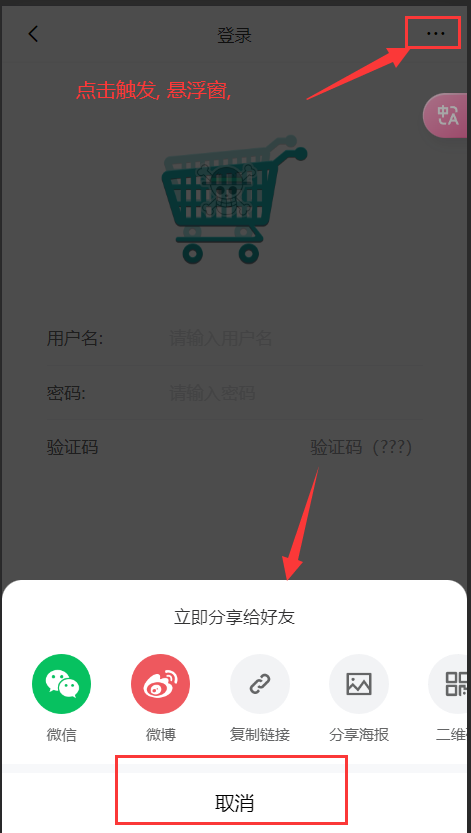 登录
点击触发, 悬浮窗,
中A
用户名: 请输入用户名
密码: 请输入密码
验证码 验证码（???）
立即分享给好友
微信 微博 复制链接 分享海报 二维
取消